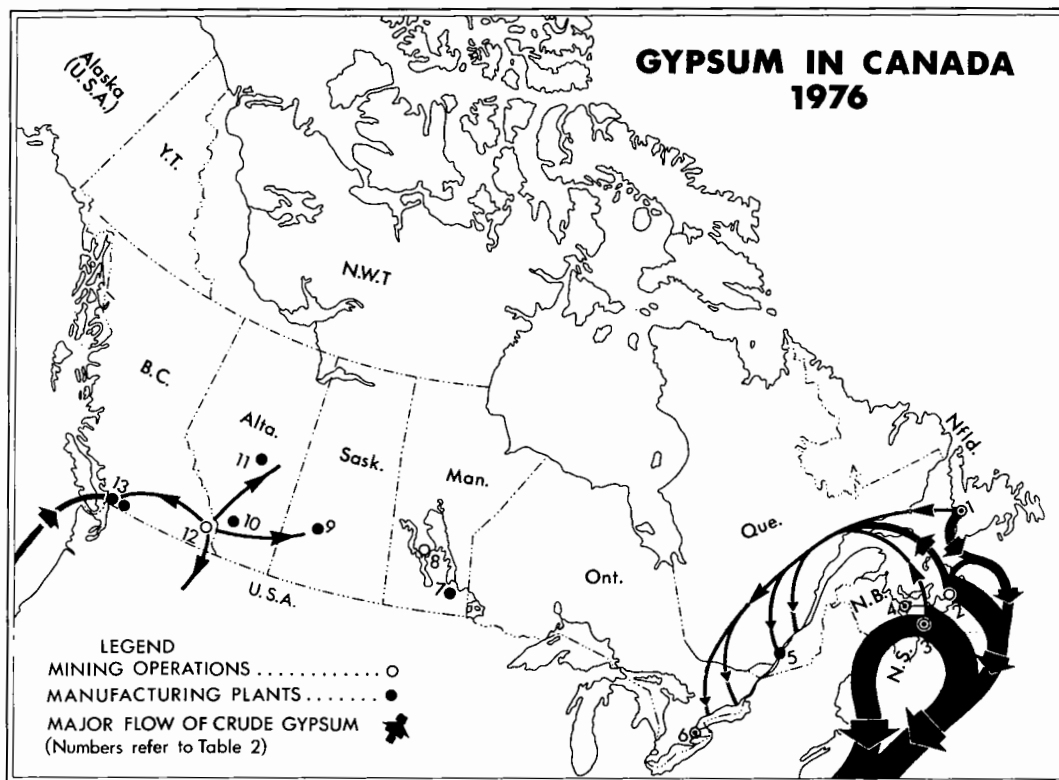 GYPSUM IN CANADA
1976
Alaska
(U.S.A.)
Y.T.
N.W.T
B.C.
Alta.
Sask.
Man.
Ont.
Que.
Nfld.
N.B.
N.S.
U.S.A.
1
2
3
4
5
6
7
8
9
10
11
12
13
LEGEND
MINING OPERATIONS ............ ○
MANUFACTURING PLANTS ....... ●
MAJOR FLOW OF CRUDE GYPSUM
(Numbers refer to Table 2)